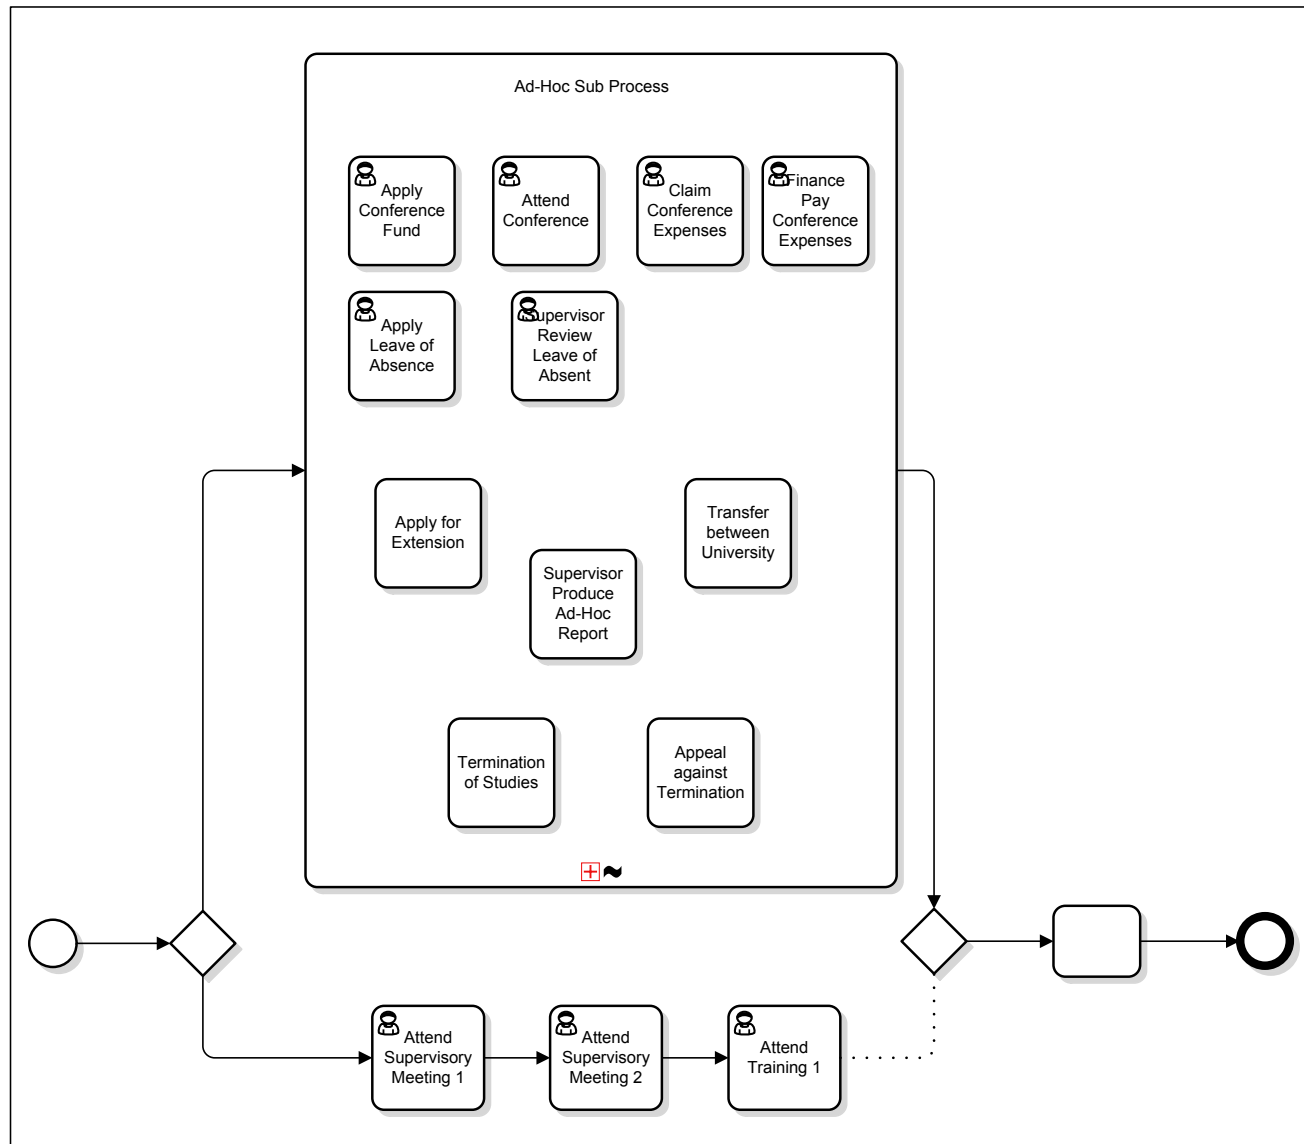 Ad-Hoc Sub Process
Apply
Conference
Fund
Attend
Conference
Claim
Conference
Expenses
Finance
Pay
Conference
Expenses
Apply
Leave of
Absence
Supervisor
Review
Leave of
Absent
Apply for
Extension
Transfer
between
University
Supervisor
Produce
Ad-Hoc
Report
Termination
of Studies
Appeal
against
Termination
Attend
Supervisory
Meeting 1
Attend
Supervisory
Meeting 2
Attend
Training 1